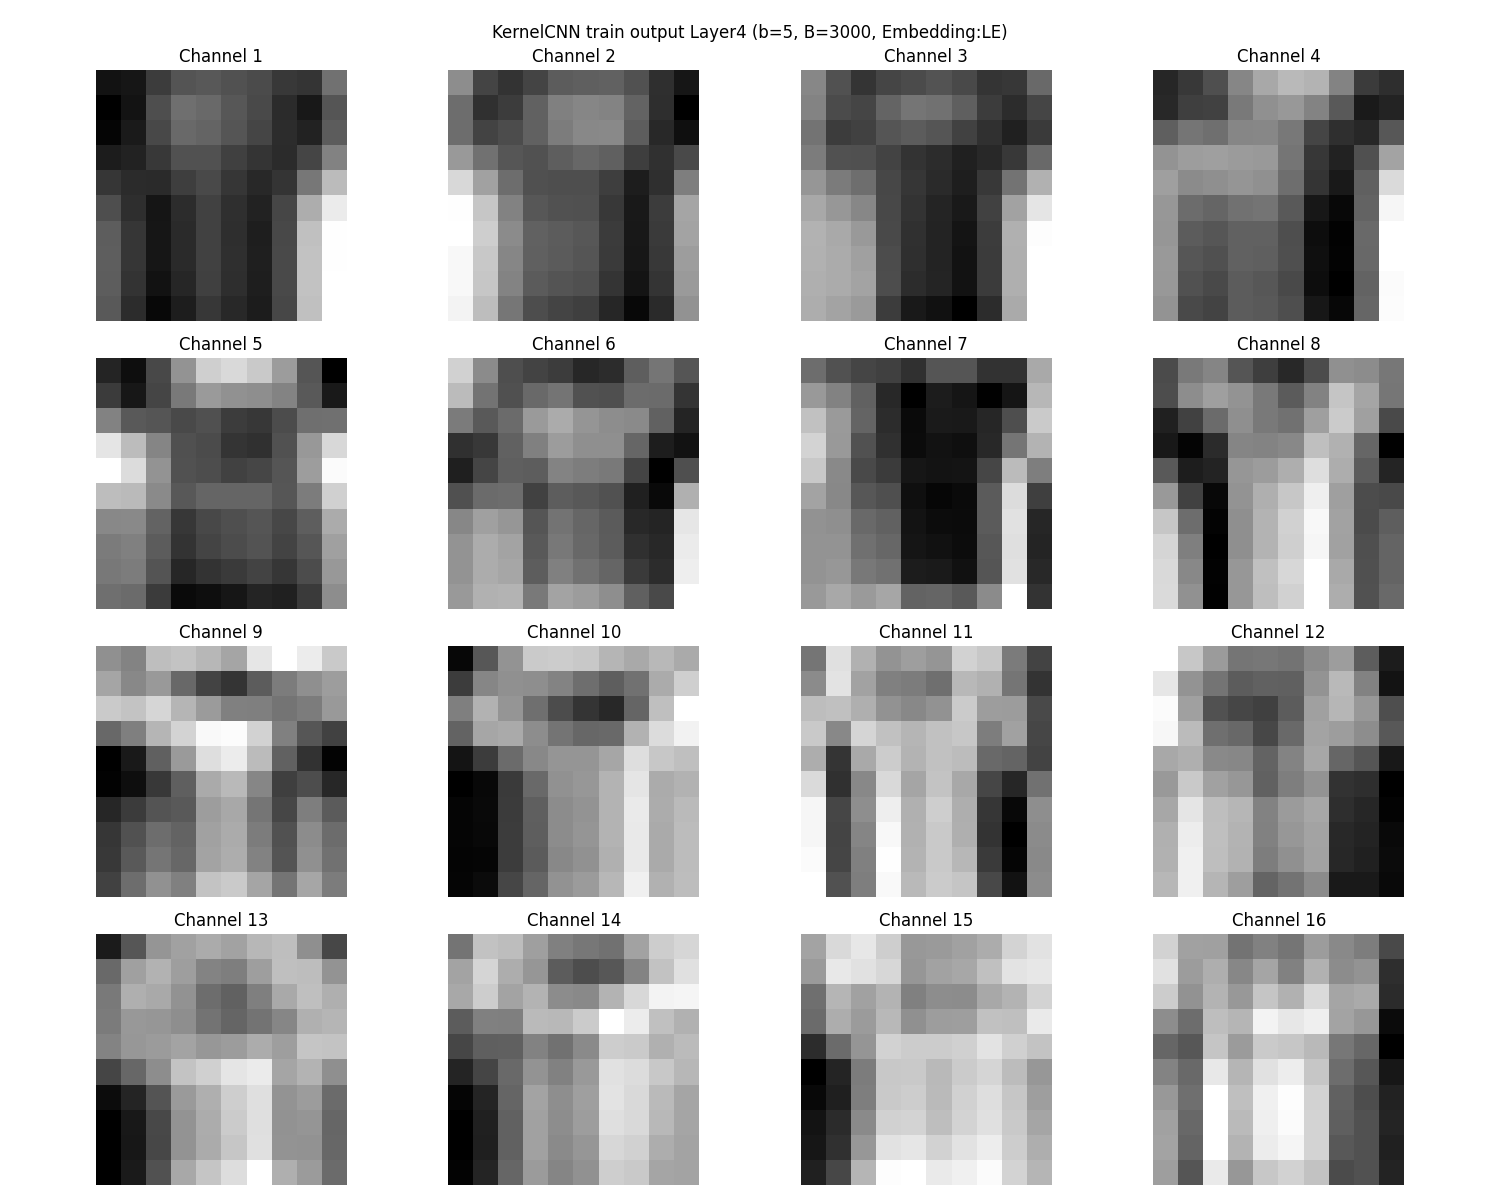 KernelCNN train output Layer4 (b=5, B=3000, Embedding:LE)
Channel 1
Channel 2
Channel 3
Channel 4
Channel 5
Channel 6
Channel 7
Channel 8
Channel 9
Channel 10
Channel 11
Channel 12
Channel 13
Channel 14
Channel 15
Channel 16